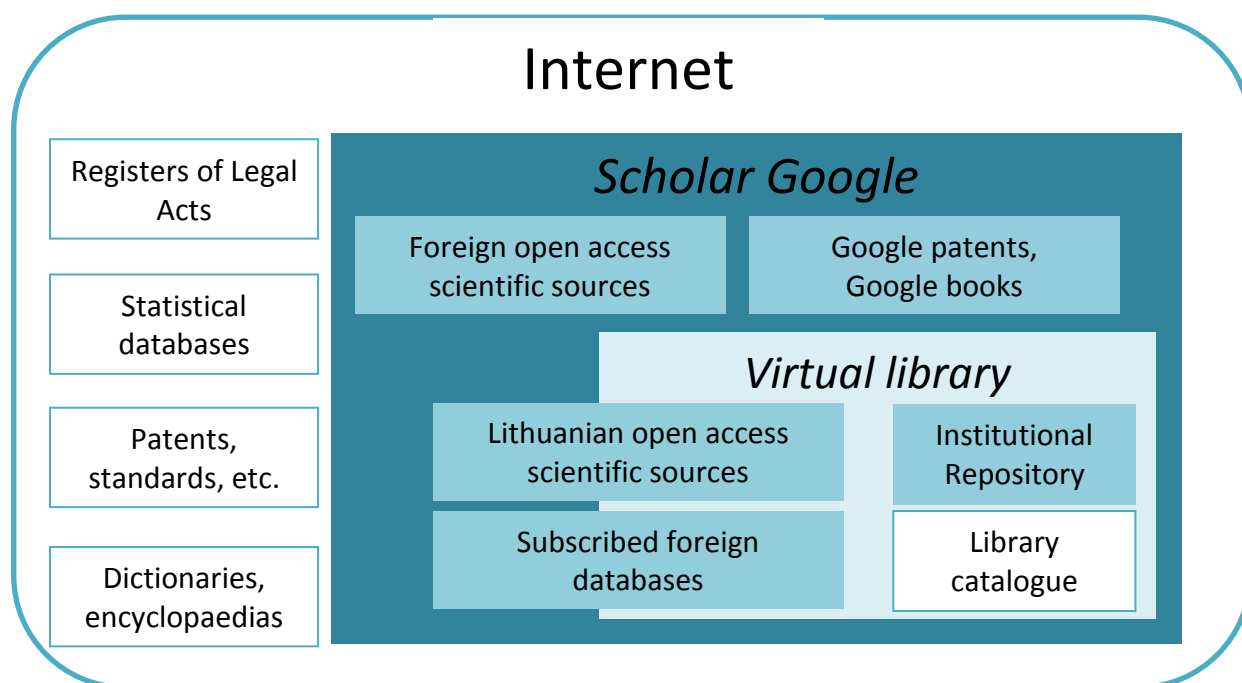 Internet
Registers of Legal
Acts
Statistical
databases
Patents,
standards, etc.
Dictionaries,
encyclopaedias
Scholar Google
Foreign open access
scientific sources
Google patents,
Google books
Virtual library
Lithuanian open access
scientific sources
Institutional
Repository
Subscribed foreign
databases
Library
catalogue